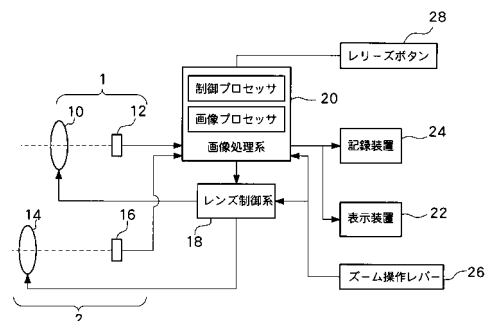 28
レリーズボタン
1
制御プロセッサ
20
10
12
画像プロセッサ
24
画像処理系
記録装置
14
16
レンズ制御系
22
18
表示装置
ズーム操作レバー
26
2